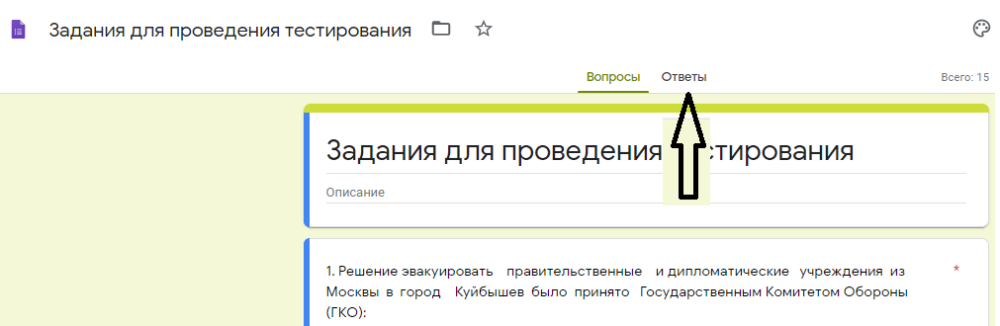 Задания для проведения тестирования
Вопросы Ответы Всего: 15
Задания для проведения стирования
Описание
1. Решение эвакуировать правительственные и дипломатические учреждения из *
Москвы в город Куйбышев было принято Государственным Комитетом Обороны
(ГКО):